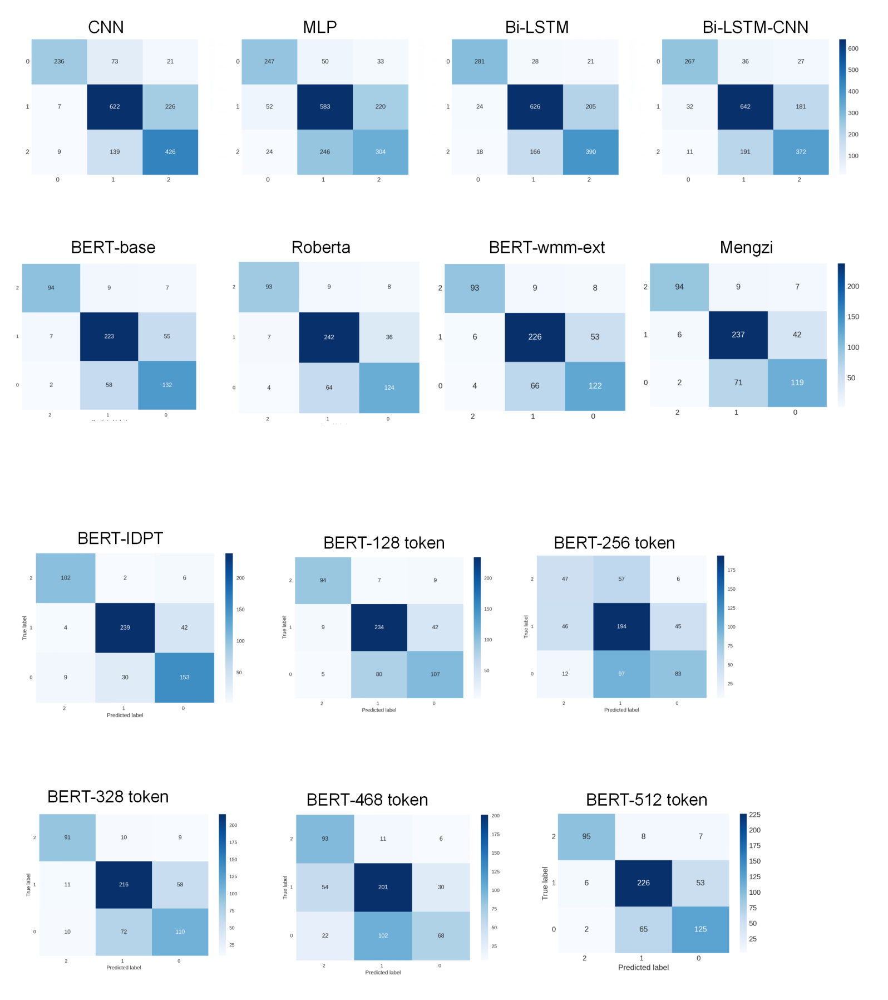 CNN MLP Bi-LSTM Bi-LSTM-CNN
0 236 73 21 0 247 50 33 0 281 28 21 0 267 36 27 600
500
400
1 7 622 226 1 52 583 220 1 24 626 205 1 32 642 181
300
200
2 9 139 426 2 24 246 304 2 18 166 390 2 11 191 372
100
0 1 2 0 1 2 0 1 2 0 1 2
BERT-base Roberta BERT-wmm-ext Mengzi
2 94 9 7 2 93 9 8 2 93 9 8 2 94 9 7 200
150
1 7 223 55 1 7 242 36 1 6 226 53 1 6 237 42
100
50
0 2 58 132 0 4 64 124 0 4 66 122 0 2 71 119
2 1 0 2 1 0 2 1 0 2 1 0
BERT-IDPT BERT-128 token BERT-256 token
2 102 2 6 200 2 94 7 9 200 2 47 57 6 175
150
150 150 125
True label 1 4 239 42 True label 1 9 234 42 True label 1 46 194 45 100
100 100 75
50 50 50
0 9 30 153 0 5 80 107 0 12 97 83 25
2 1 0 2 1 0 2 1 0
Predicted label Predicted label Predicted label
BERT-328 token BERT-468 token BERT-512 token
2 91 10 9 200 2 93 11 6 200 2 95 8 7 225
175 175 200
150 150 175
125 125 150
True label 1 11 216 58 True label 1 54 201 30 True label 1 6 226 53 125
100 100 100
75 75 75
50 50 50
0 10 72 110 25 0 22 102 68 25 0 2 65 125 25
2 1 0 2 1 0 2 1 0
Predicted label Predicted label Predicted label